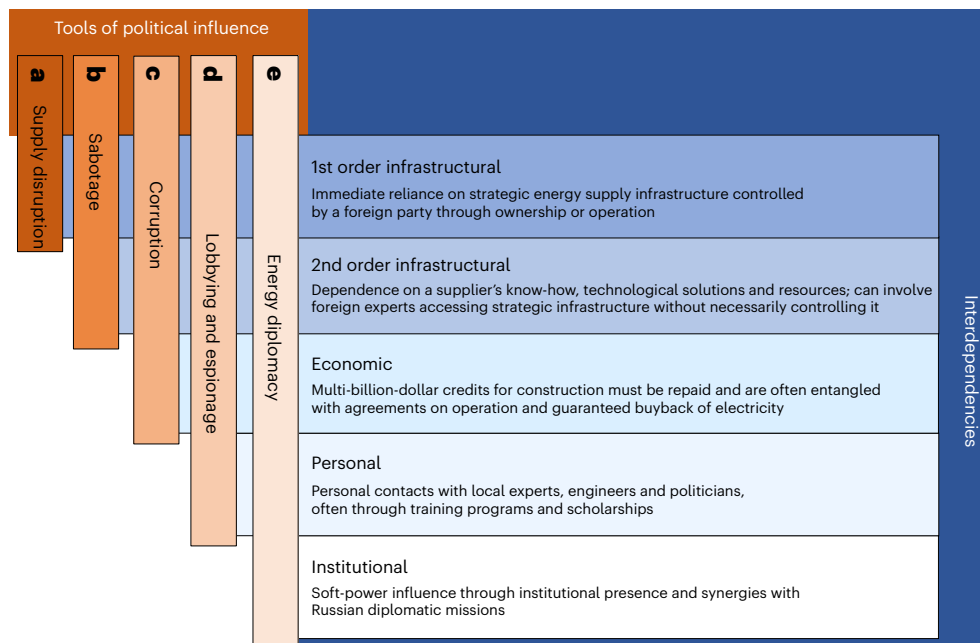 Tools of political influence
a Supply disruption
b Sabotage
c Corruption
d Lobbying and espionage
e Energy diplomacy
1st order infrastructural
Immediate reliance on strategic energy supply infrastructure controlled
by a foreign party through ownership or operation
2nd order infrastructural
Dependence on a supplier’s know-how, technological solutions and resources; can involve
foreign experts accessing strategic infrastructure without necessarily controlling it
Economic
Multi-billion-dollar credits for construction must be repaid and are often entangled
with agreements on operation and guaranteed buyback of electricity
Personal
Personal contacts with local experts, engineers and politicians,
often through training programs and scholarships
Institutional
Soft-power influence through institutional presence and synergies with
Russian diplomatic missions
Interdependencies